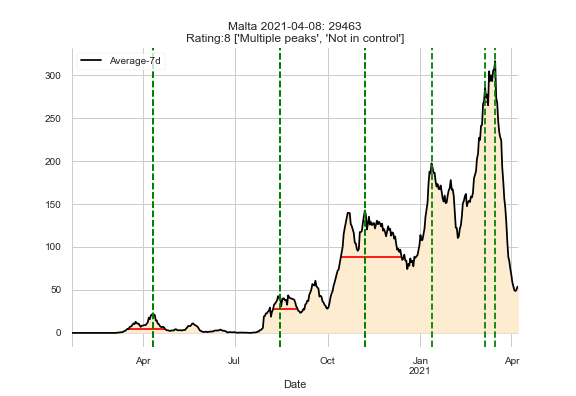 Malta 2021-04-08: 29463
Rating:8 ['Multiple peaks', 'Not in control']
Average-7d
300
250
200
150
100
50
0
Apr
Jul
Oct
Jan
2021
Apr
Date